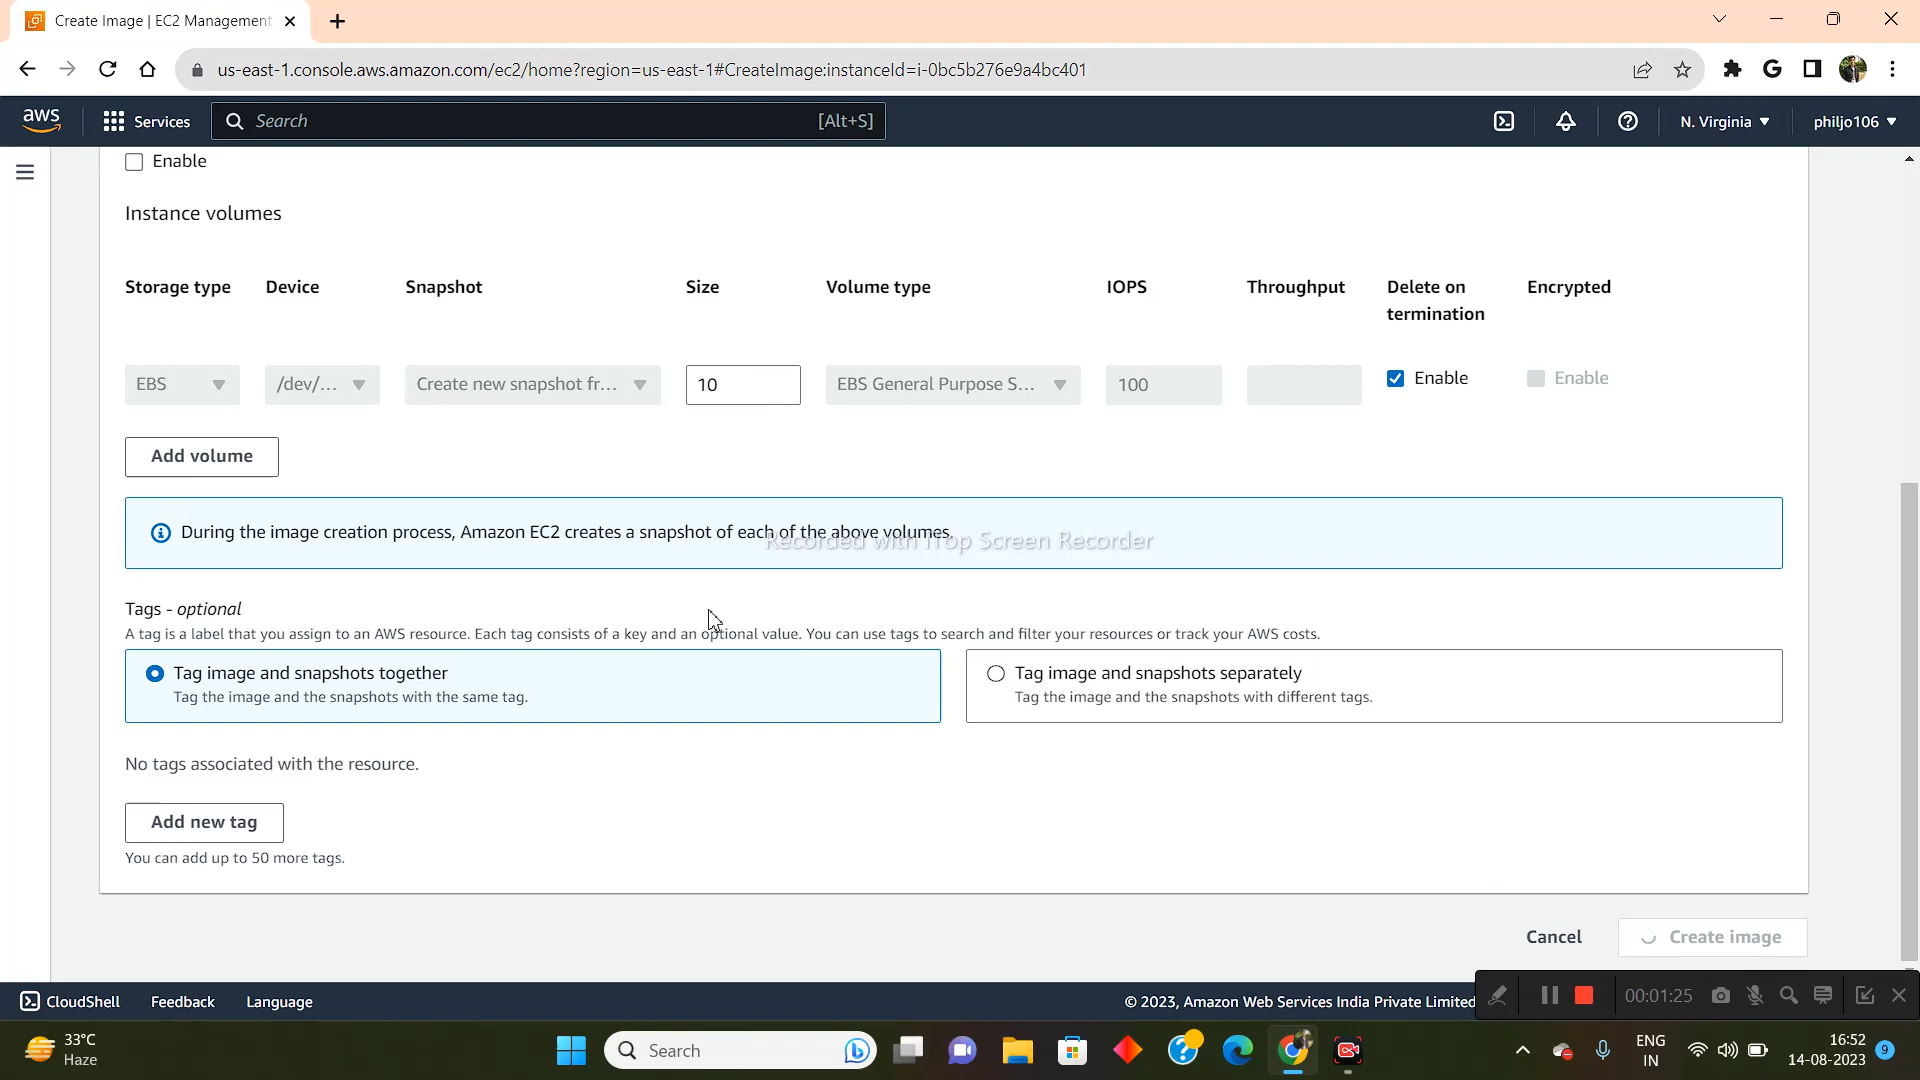 Create Image | EC2 Management
us-east-1.console.aws.amazon.com/ec2/home?region=us-east-1#CreateImage:instanceId=i-0bc5b276e9a4bc401
aws
Services
Search
[Alt+S]
N. Virginia
philjo106
Enable
Instance volumes
Storage type
Device
Snapshot
Size
Volume type
IOPS
Throughput
Delete on
termination
Encrypted
EBS
/dev/...
Create new snapshot fr...
10
EBS General Purpose S...
100
Enable
Enable
Add volume
During the image creation process, Amazon EC2 creates a snapshot of each of the above volumes.
Recorded with iTop Screen Recorder
Tags - optional
A tag is a label that you assign to an AWS resource. Each tag consists of a key and an optional value. You can use tags to search and filter your resources or track your AWS costs.
Tag image and snapshots together
Tag the image and the snapshots with the same tag.
Tag image and snapshots separately
Tag the image and the snapshots with different tags.
No tags associated with the resource.
Add new tag
You can add up to 50 more tags.
Cancel
Create image
CloudShell
Feedback
Language
© 2023, Amazon Web Services India Private Limited
00:01:25
33°C
Haze
Search
ENG
IN
16:52
14-08-2023
9